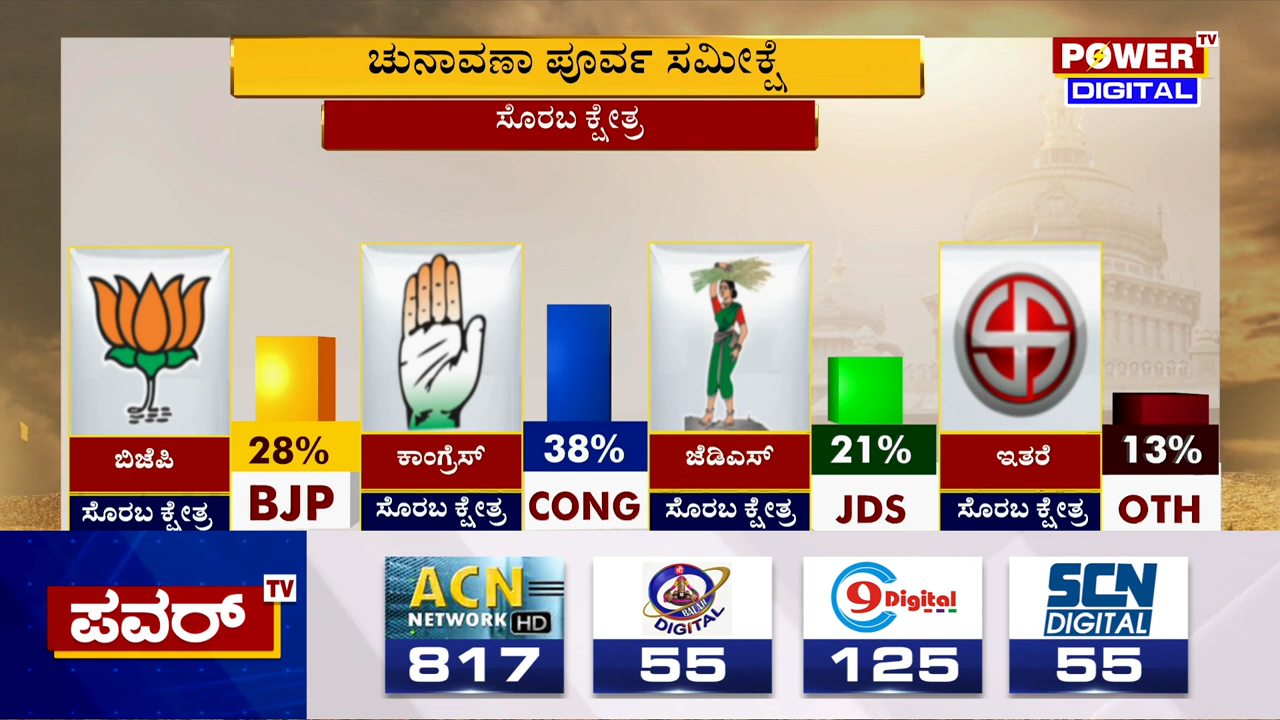 ಚುನಾವಣಾ ಪೂರ್ವ ಸಮೀಕ್ಷೆ
ಸೊರಬ ಕ್ಷೇತ್ರ
POWER TV
DIGITAL
ಬಿಜೆಪಿ
ಸೊರಬ ಕ್ಷೇತ್ರ
28%
BJP
ಕಾಂಗ್ರೆಸ್
ಸೊರಬ ಕ್ಷೇತ್ರ
38%
CONG
ಜೆಡಿಎಸ್
ಸೊರಬ ಕ್ಷೇತ್ರ
21%
JDS
ಇತರೆ
ಸೊರಬ ಕ್ಷೇತ್ರ
13%
OTH
ಪವರ್ TV
ACN
NETWORK HD
817
श्री
BALAJI
DIGITAL
55
9 Digital
125
SCN
DIGITAL
55